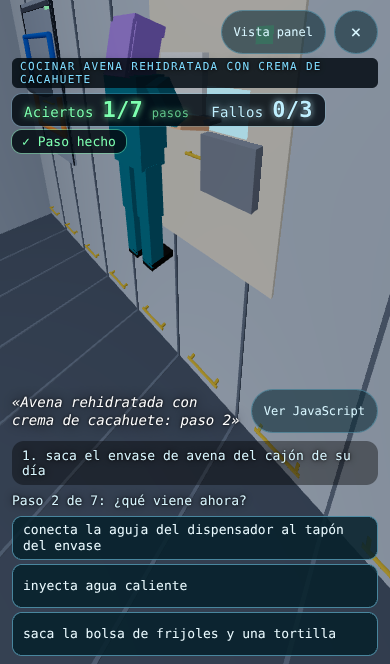 Vista panel
×
COCINAR AVENA REHIDRATADA CON CREMA DE
CACAHUETE
Aciertos 1/7 pasos Fallos 0/3
✓ Paso hecho
«Avena rehidratada con
crema de cacahuete: paso 2»
Ver JavaScript
1. saca el envase de avena del cajón de su
día
Paso 2 de 7: ¿qué viene ahora?
conecta la aguja del dispensador al tapón
del envase
inyecta agua caliente
saca la bolsa de frijoles y una tortilla